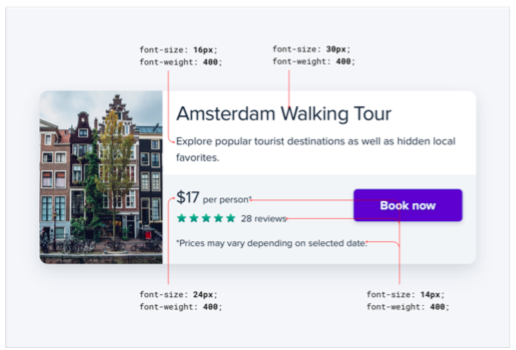 font-size: 16px;
font-weight: 400;
font-size: 30px;
font-weight: 400;
Amsterdam Walking Tour
Explore popular tourist destinations as well as hidden local
favorites.
$17 per person*
Book now
28 reviews
*Prices may vary depending on selected date.
font-size: 24px;
font-weight: 400;
font-size: 14px;
font-weight: 400;